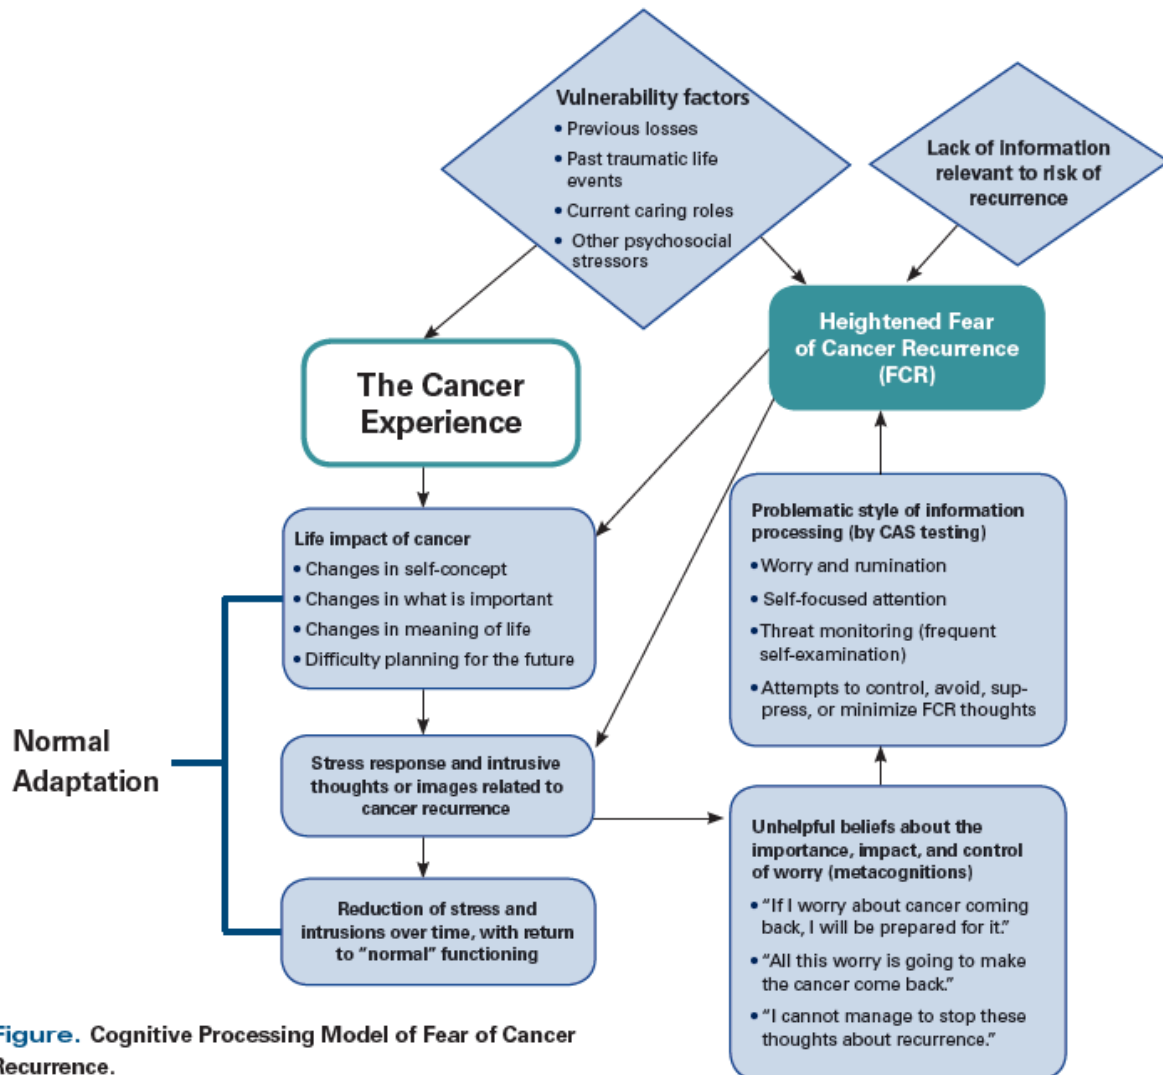 Vulnerability factors
• Previous losses
• Past traumatic life
events
• Current caring roles
• Other psychosocial
stressors
Lack of information
relevant to risk of
recurrence
Heightened Fear
of Cancer Recurrence
(FCR)
The Cancer
Experience
Life impact of cancer
• Changes in self-concept
• Changes in what is important
• Changes in meaning of life
• Difficulty planning for the future
Problematic style of information
processing (by CAS testing)
• Worry and rumination
• Self-focused attention
• Threat monitoring (frequent
self-examination)
• Attempts to control, avoid, sup-
press, or minimize FCR thoughts
Normal
Adaptation
Stress response and intrusive
thoughts or images related to
cancer recurrence
Unhelpful beliefs about the
importance, impact, and control
of worry (metacognitions)
• “If I worry about cancer coming
back, I will be prepared for it.”
• “All this worry is going to make
the cancer come back.”
• “I cannot manage to stop these
thoughts about recurrence.”
Reduction of stress and
intrusions over time, with return
to “normal” functioning
Figure. Cognitive Processing Model of Fear of Cancer
Recurrence.